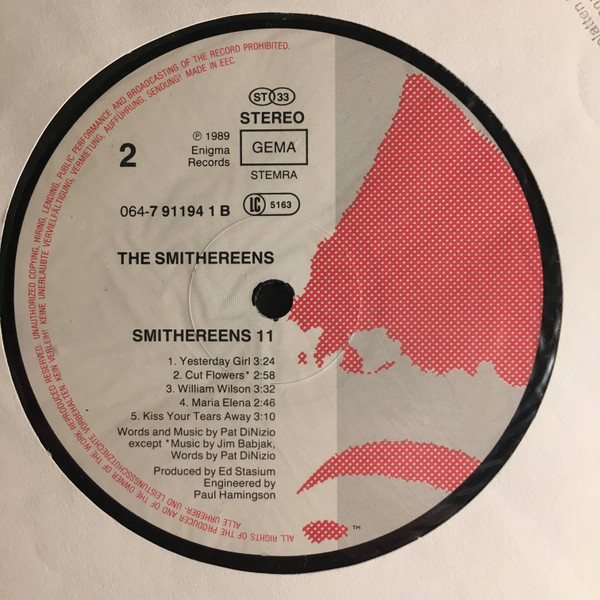 ST 33
STEREO
℗ 1989
Enigma
Records
GEMA
STEMRA
2
064-7 91194 1 B
LC 5163
THE SMITHEREENS
SMITHEREENS 11
1. Yesterday Girl 3:24
2. Cut Flowers* 2:58
3. William Wilson 3:32
4. Maria Elena 2:46
5. Kiss Your Tears Away 3:10
Words and Music by Pat DiNizio
except *Music by Jim Babjak,
Words by Pat DiNizio
Produced by Ed Stasium
Engineered by
Paul Hamingson
TM
ALL RIGHTS OF THE PRODUCER AND OF THE OWNER OF THE WORK REPRODUCED RESERVED. UNAUTHORIZED COPYING, HIRING, LENDING, PUBLIC PERFORMANCE AND BROADCASTING OF THE RECORD PROHIBITED.
ALLE URHEBER- UND LEISTUNGSSCHUTZRECHTE VORBEHALTEN. KEIN VERLEIH! KEINE UNERLAUBTE VERVIELFÄLTIGUNG, VERMIETUNG, AUFFÜHRUNG, SENDUNG! MADE IN EEC.
platten